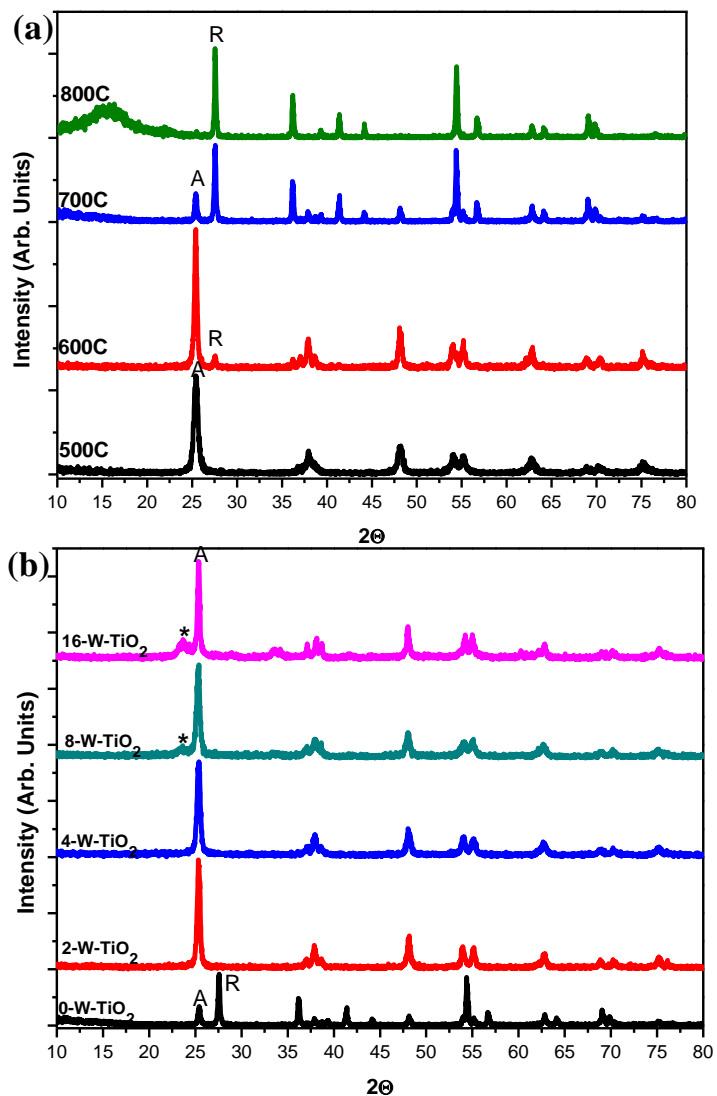 (a)
R
800C
A
700C
R
600C
A
500C
Intensity (Arb. Units)
10 15 20 25 30 35 40 45 50 55 60 65 70 75 80
2Θ
(b)
A
*
16-W-TiO2
*
8-W-TiO2
4-W-TiO2
2-W-TiO2
R
A
0-W-TiO2
Intensity (Arb. Units)
10 15 20 25 30 35 40 45 50 55 60 65 70 75 80
2Θ